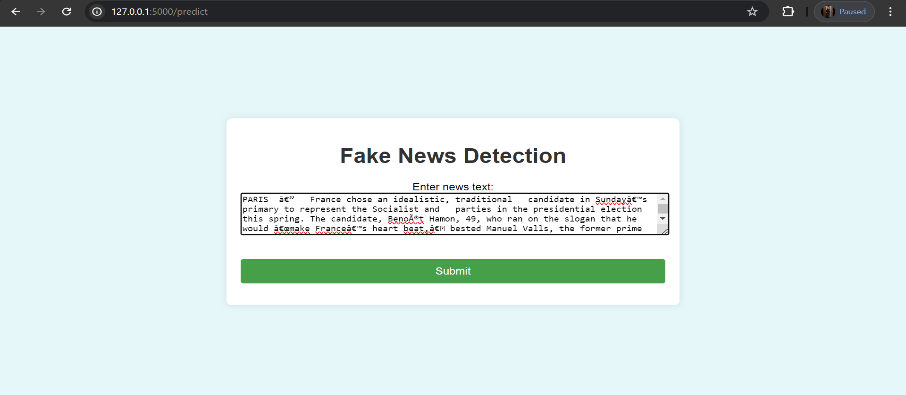 127.0.0.1:5000/predict
Paused
Fake News Detection
Enter news text:
PARIS â€” France chose an idealistic, traditional candidate in Sundayâ€™s
primary to represent the Socialist and parties in the presidential election
this spring. The candidate, BenoÃ®t Hamon, 49, who ran on the slogan that he
would â€œmake Franceâ€™s heart beat,â€ bested Manuel Valls, the former prime
Submit